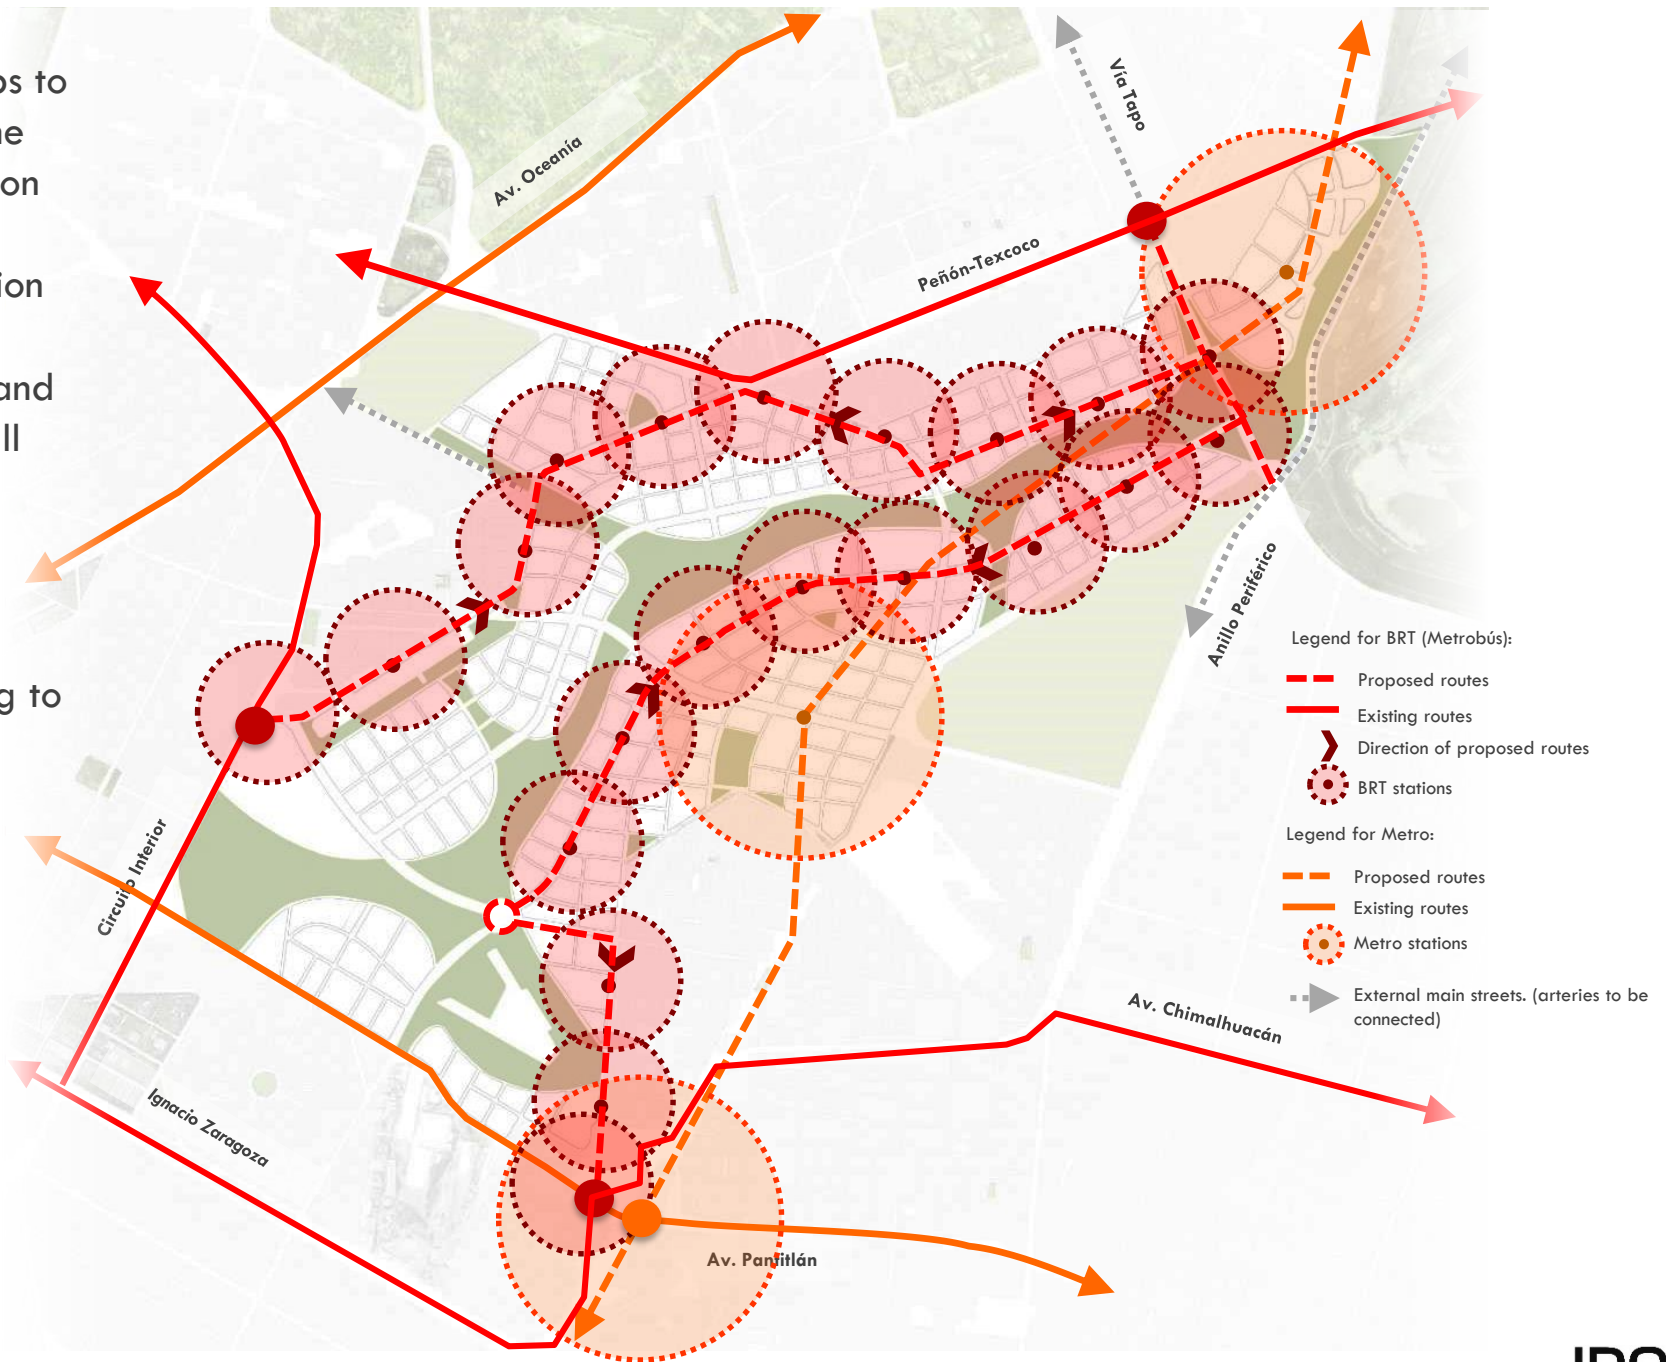 os to
he
on
ion
and
ll
g to
Av. Oceanía
Vía Tapo
Peñón-Texcoco
Anillo Periférico
Circuito Interior
Ignacio Zaragoza
Av. Chimalhuacán
Av. Pantitlán
Legend for BRT (Metrobús):
Proposed routes
Existing routes
Direction of proposed routes
BRT stations
Legend for Metro:
Proposed routes
Existing routes
Metro stations
External main streets. (arteries to be
connected)